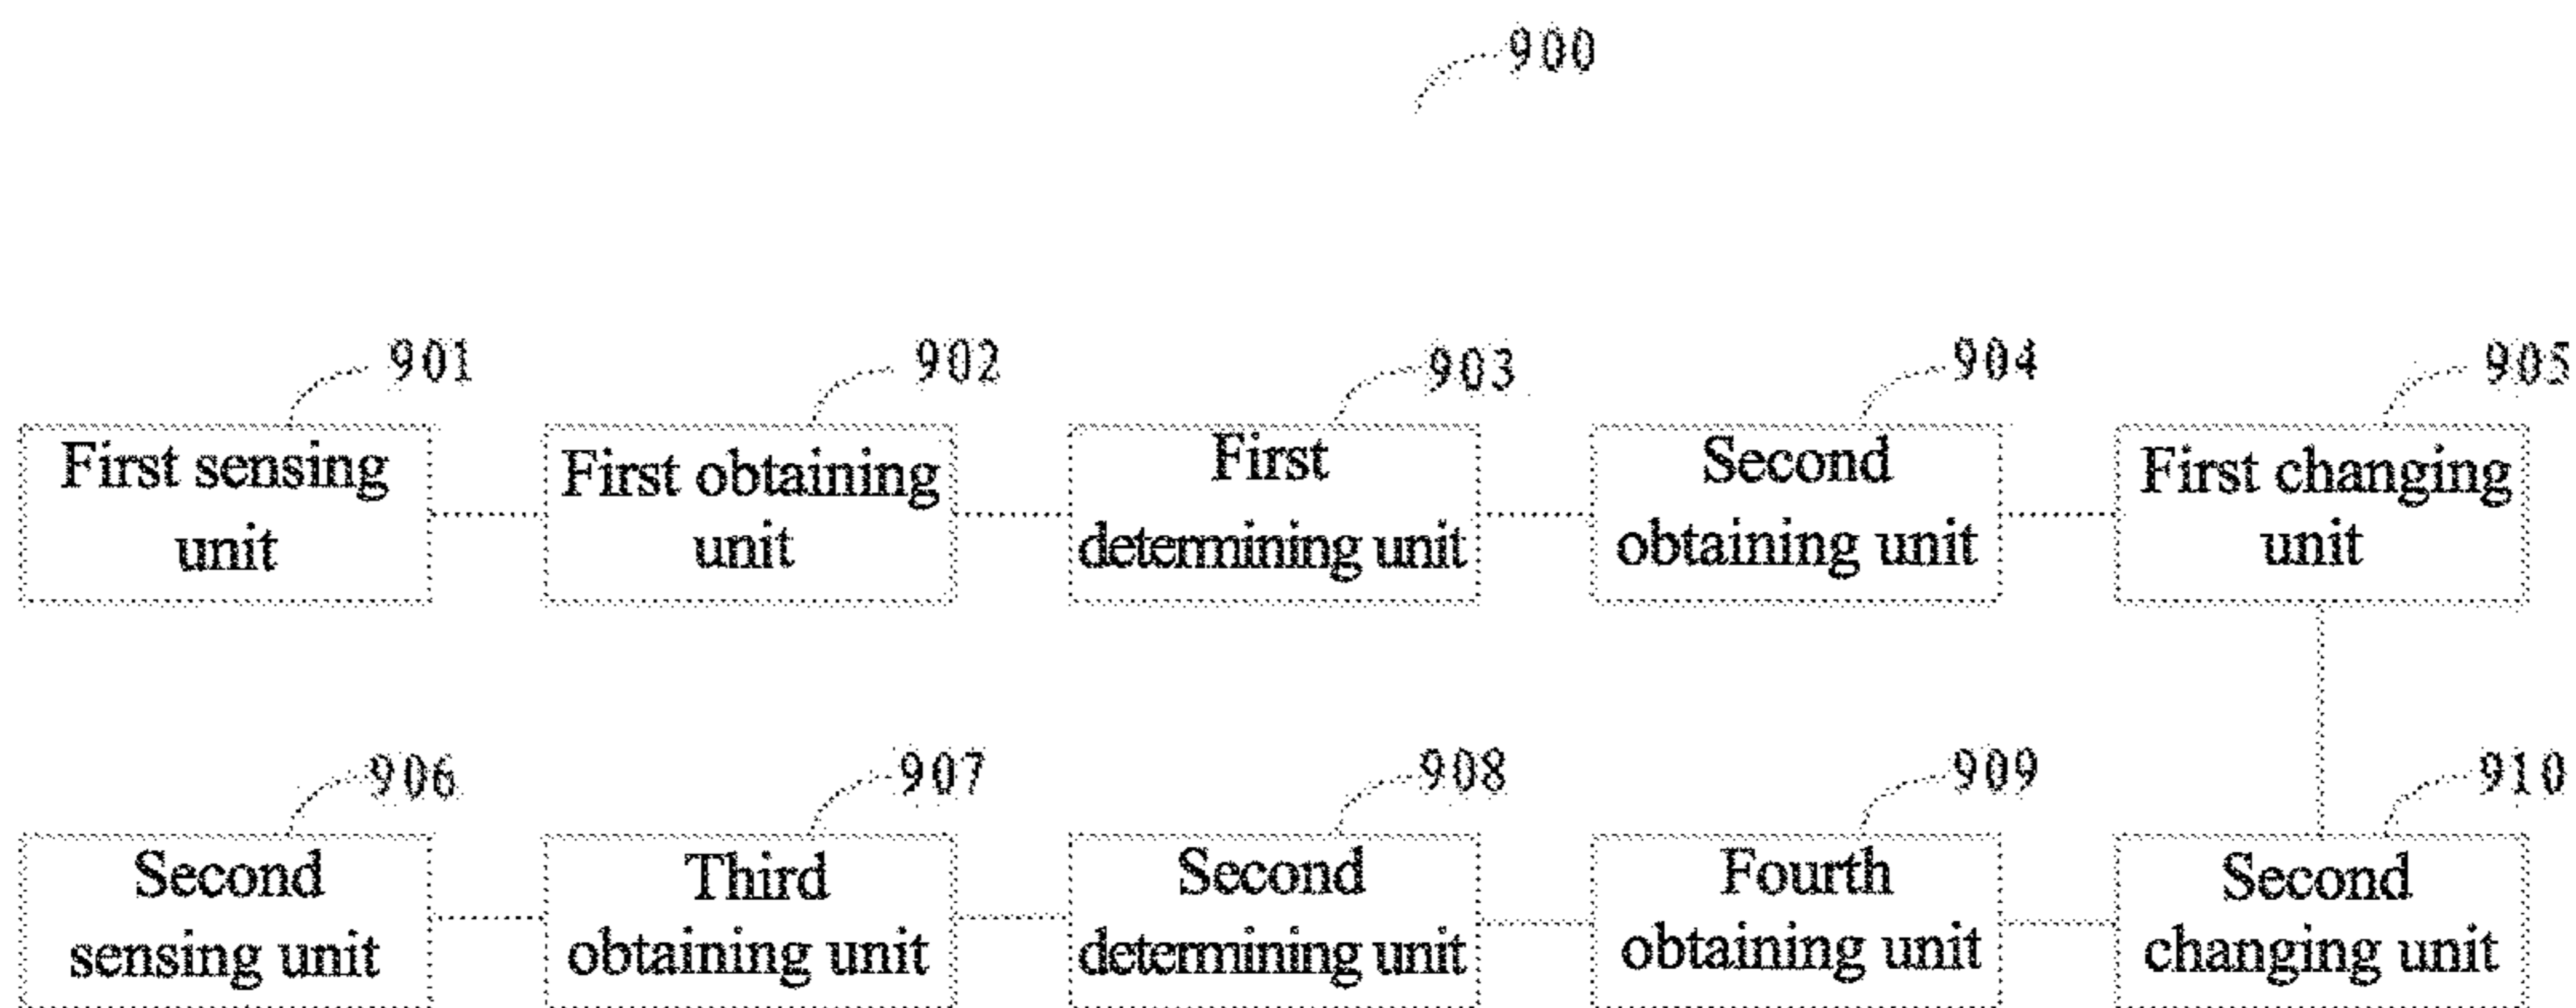 900
901
902
903
904
905
First sensing
unit
First obtaining
unit
First
determining unit
Second
obtaining unit
First changing
unit
906
907
908
909
910
Second
sensing unit
Third
obtaining unit
Second
determining unit
Fourth
obtaining unit
Second
changing unit